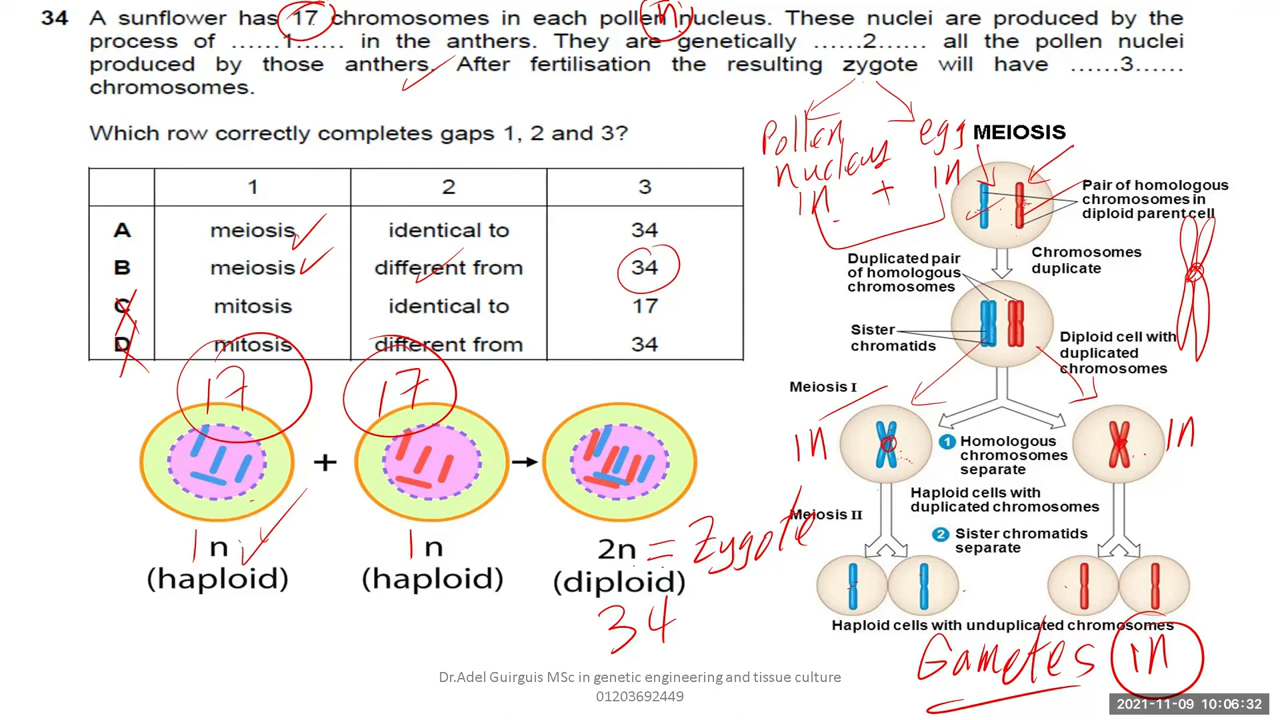 34 A sunflower has 17 chromosomes in each pollen nucleus. These nuclei are produced by the
n
process of ......1...... in the anthers. They are genetically ......2...... all the pollen nuclei
produced by those anthers. After fertilisation the resulting zygote will have ......3......
chromosomes.
Which row correctly completes gaps 1, 2 and 3?
1 2 3
A meiosis identical to 34
B meiosis different from 34
C mitosis identical to 17
D mitosis different from 34
17 17
+
1n 1n 2n = Zygote
(haploid) (haploid) (diploid)
34
Pollen
nucleus
1n + 1n
egg
MEIOSIS
Pair of homologous
chromosomes in
diploid parent cell
Chromosomes
duplicate
Duplicated pair
of homologous
chromosomes
Sister
chromatids
Diploid cell with
duplicated
chromosomes
Meiosis I
1n 1n
1 Homologous
chromosomes
separate
Haploid cells with
duplicated chromosomes
Meiosis II
2 Sister chromatids
separate
Haploid cells with unduplicated chromosomes
Gametes 1n
Dr.Adel Guirguis MSc in genetic engineering and tissue culture
01203692449
2021-11-09 10:06:32